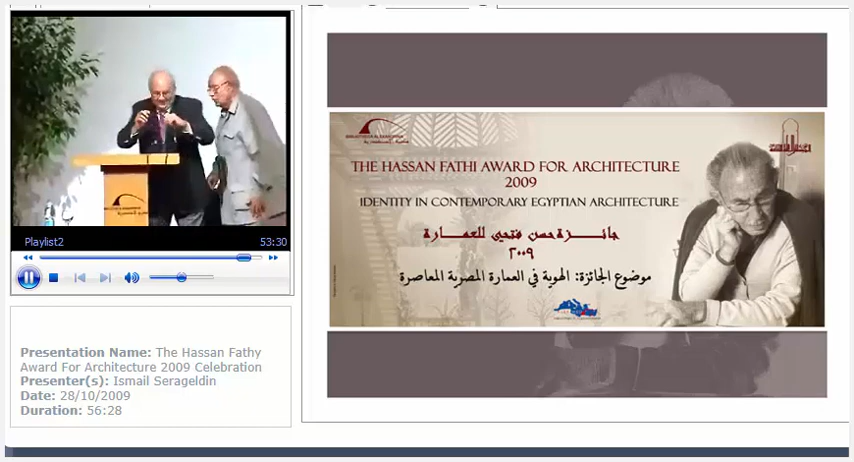 Playlist2
53:30
Presentation Name: The Hassan Fathy
Award For Architecture 2009 Celebration
Presenter(s): Ismail Serageldin
Date: 28/10/2009
Duration: 56:28
THE HASSAN FATHI AWARD FOR ARCHITECTURE
2009
IDENTITY IN CONTEMPORARY EGYPTIAN ARCHITECTURE
جائزة حسن فتحي للعمارة
٢٠٠٩
موضوع الجائزة: الهوية في العمارة المصرية المعاصرة